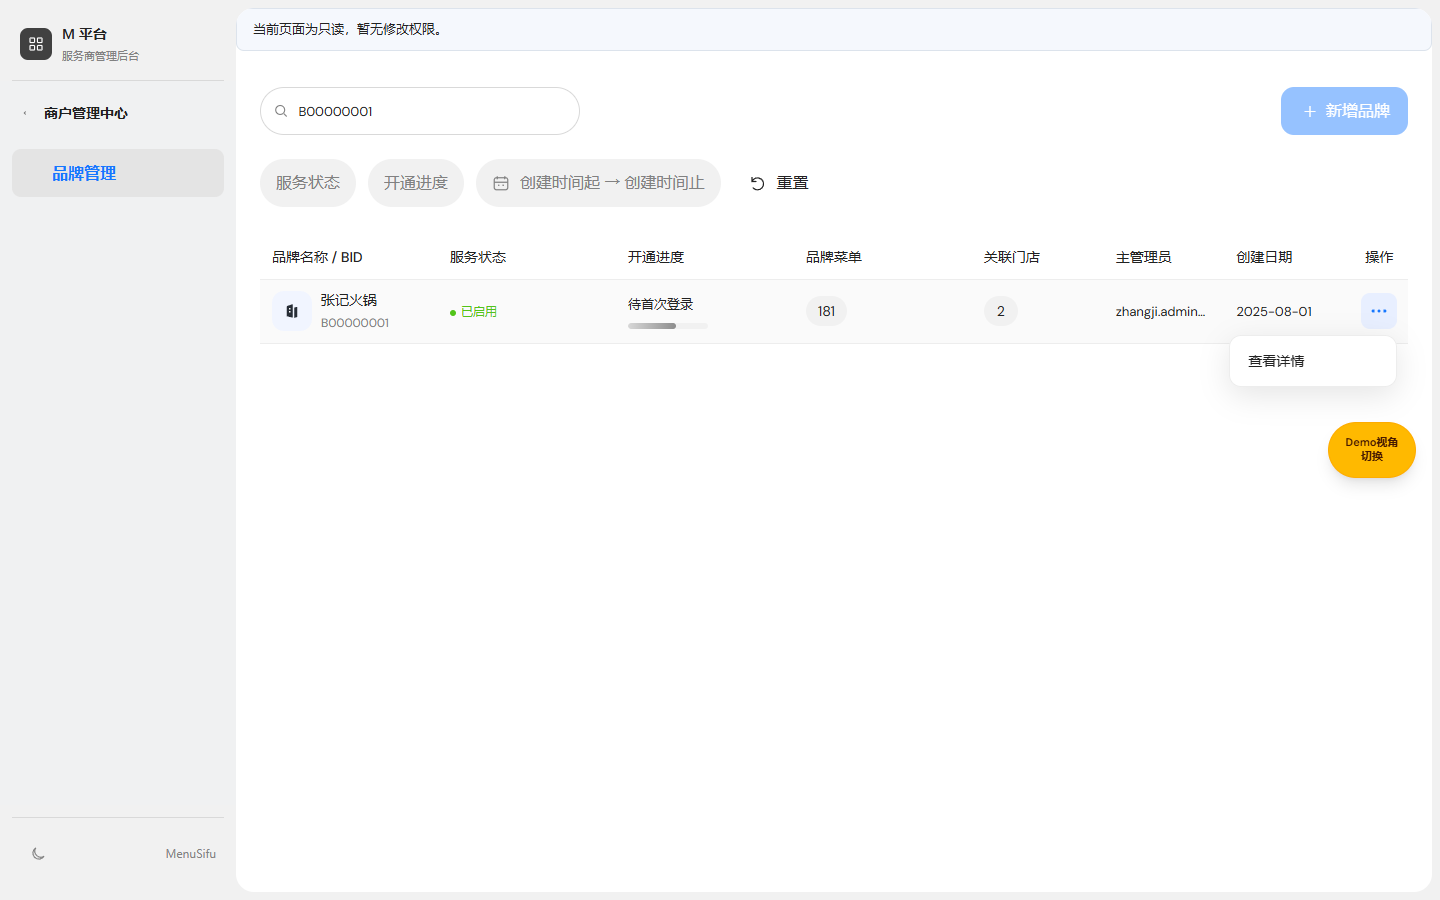 M 平台
服务商管理后台
商户管理中心
品牌管理
MenuSifu
当前页面为只读，暂无修改权限。
B00000001
新增品牌
服务状态
开通进度
创建时间起 → 创建时间止
重置
品牌名称 / BID
服务状态
开通进度
品牌菜单
关联门店
主管理员
创建日期
操作
张记火锅
B00000001
已启用
待首次登录
181
2
zhangji.admin...
2025-08-01
查看详情
Demo视角
切换